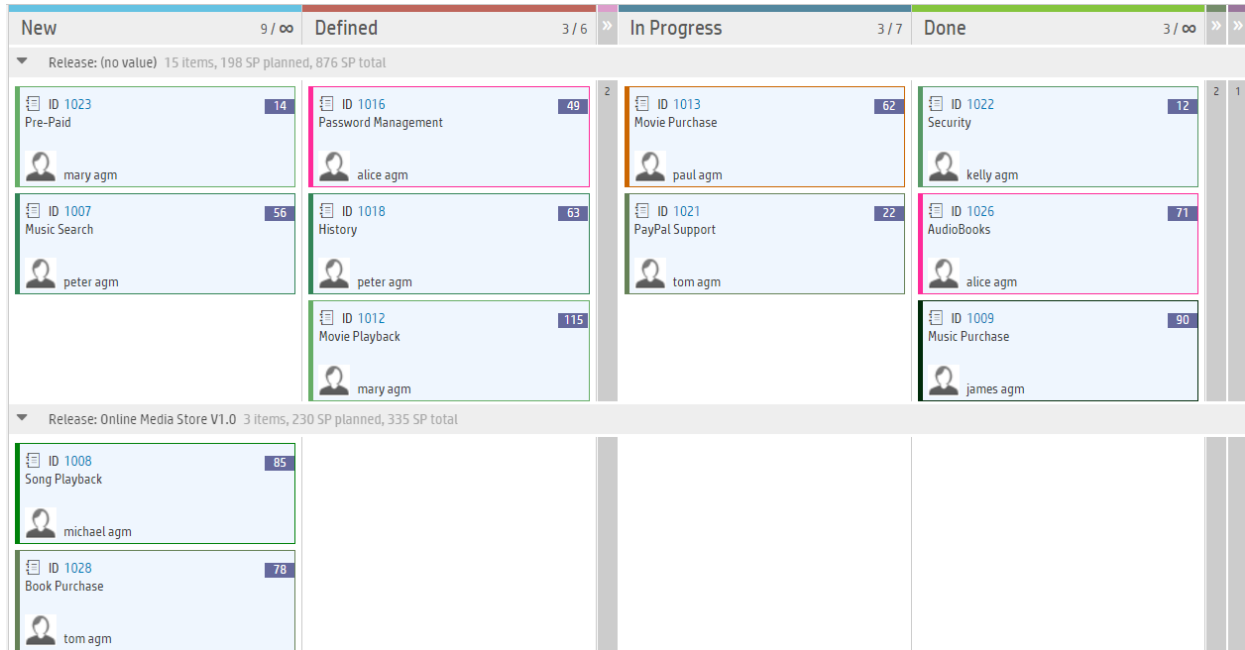 New 9 / ∞ Defined 3 / 6 » In Progress 3 / 7 Done 3 / ∞ » »
Release: (no value) 15 items, 198 SP planned, 876 SP total
ID 1023 14
Pre-Paid
mary agm
ID 1007 56
Music Search
peter agm
ID 1016 49
Password Management
alice agm
ID 1018 63
History
peter agm
ID 1012 115
Movie Playback
mary agm
2
ID 1013 62
Movie Purchase
paul agm
ID 1021 22
PayPal Support
tom agm
ID 1022 12
Security
kelly agm
ID 1026 71
AudioBooks
alice agm
ID 1009 90
Music Purchase
james agm
2 1
Release: Online Media Store V1.0 3 items, 230 SP planned, 335 SP total
ID 1008 85
Song Playback
michael agm
ID 1028 78
Book Purchase
tom agm